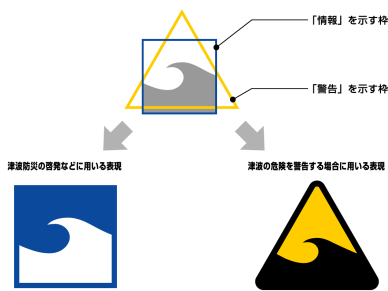 「情報」を示す枠
「警告」を示す枠
津波防災の啓発などに用いる表現
津波の危険を警告する場合に用いる表現